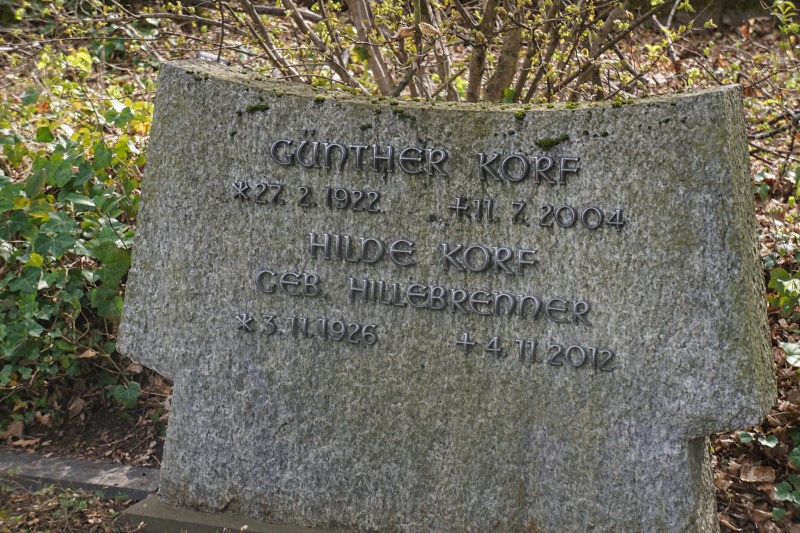 GÜNTHER KORF
*27. 2. 1922 +11. 7. 2004
HILDE KORF
GEB. HILLEBRENNER
*3. 11. 1926 +4. 11. 2012